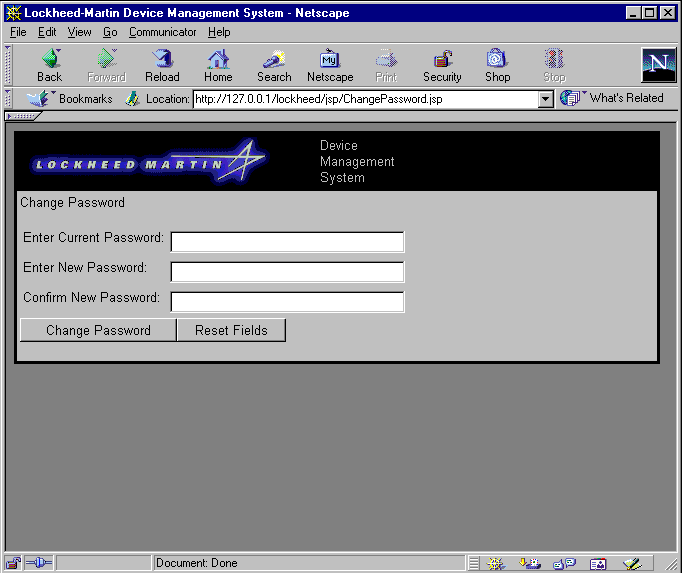 Lockheed-Martin Device Management System - Netscape
File Edit View Go Communicator Help
Back Forward Reload Home Search Netscape Print Security Shop Stop
My
N
Bookmarks Location: http://127.0.0.1/lockheed/jsp/ChangePassword.jsp What's Related
LOCKHEED MARTIN
Device
Management
System
Change Password
Enter Current Password:
Enter New Password:
Confirm New Password:
Change Password Reset Fields
Document: Done